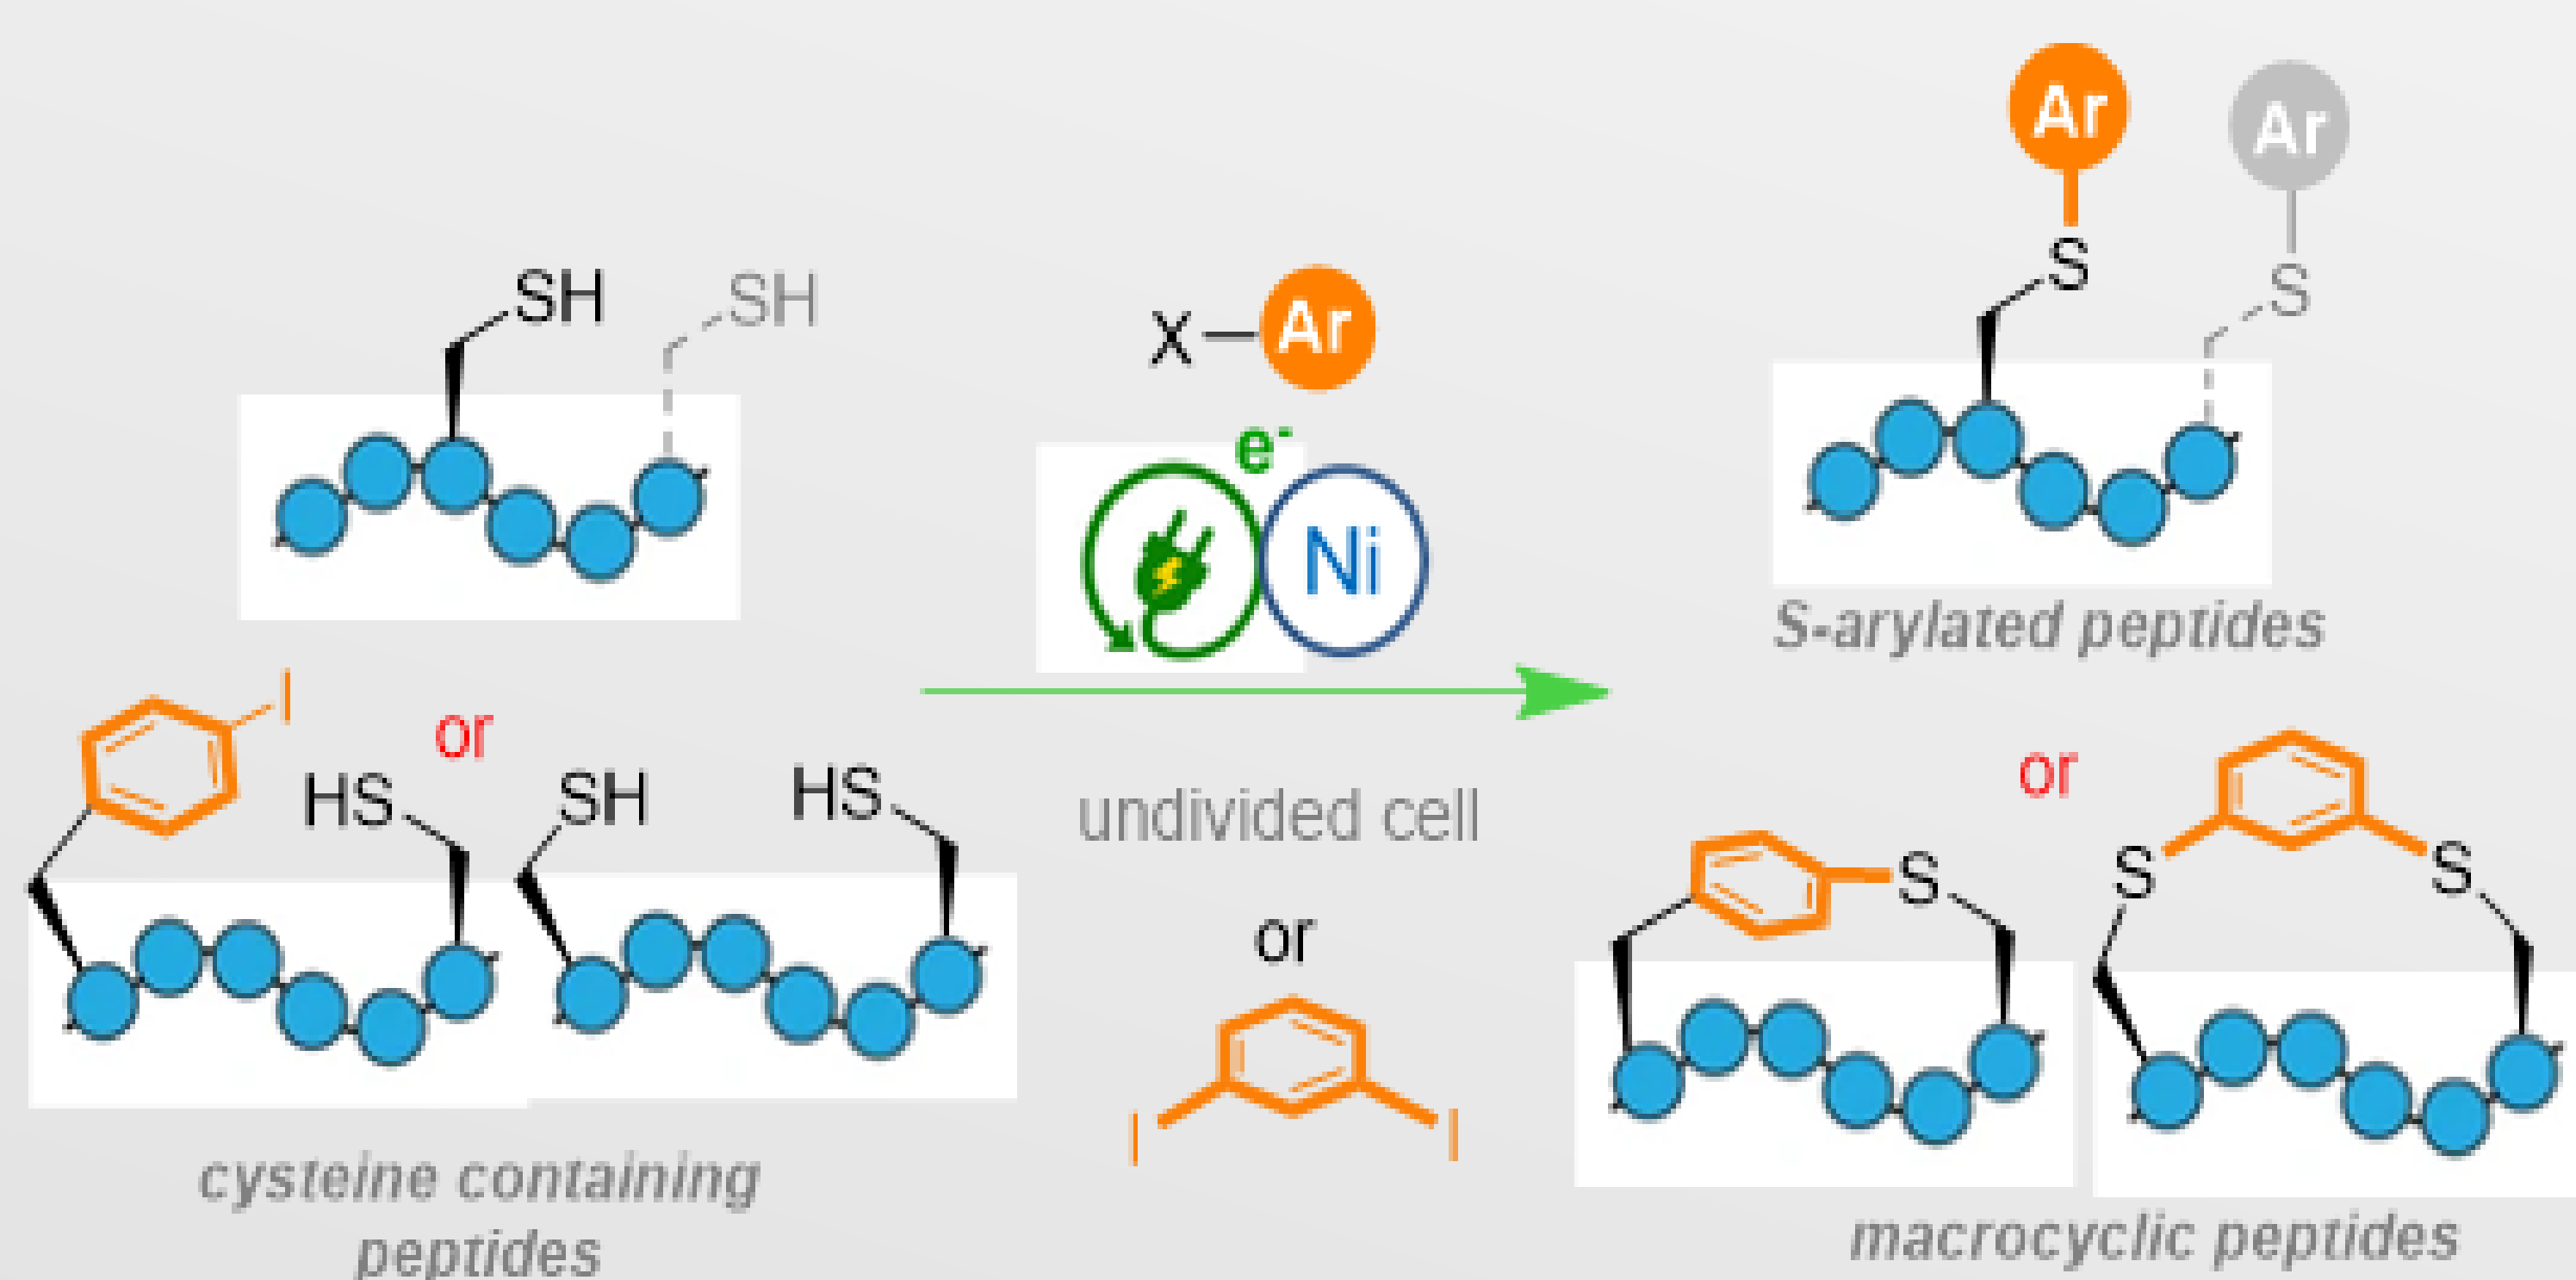 SH
SH
I
or
HS
SH
HS
cysteine containing
peptides
X
Ar
e-
Ni
undivided cell
or
I
I
Ar
Ar
S
S
S-arylated peptides
or
S
S
S
macrocyclic peptides